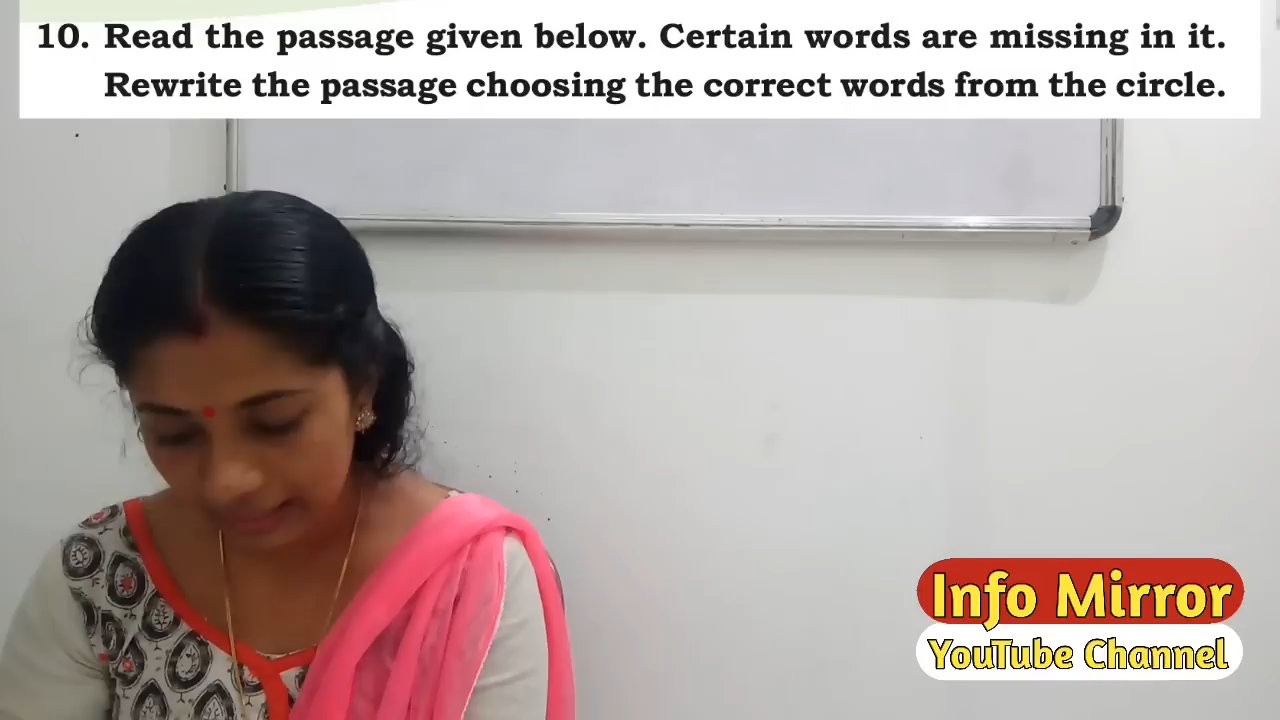 10. Read the passage given below. Certain words are missing in it.
Rewrite the passage choosing the correct words from the circle.
Info Mirror
YouTube Channel